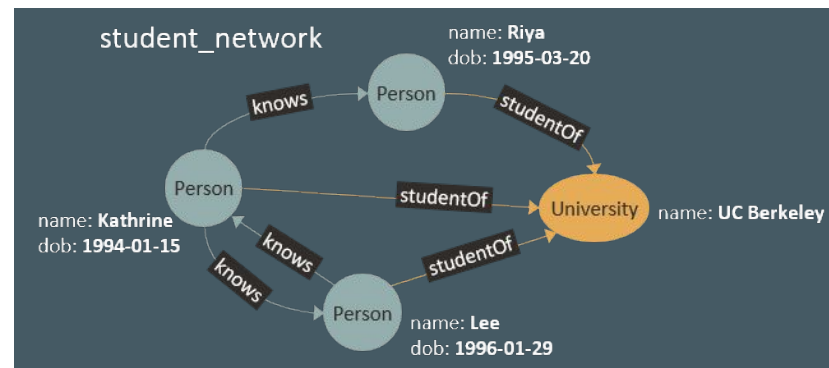 student_network
name: Riya
dob: 1995-03-20
Person
knows
studentOf
Person
studentOf
University
name: UC Berkeley
name: Kathrine
dob: 1994-01-15
knows
knows
studentOf
Person
name: Lee
dob: 1996-01-29